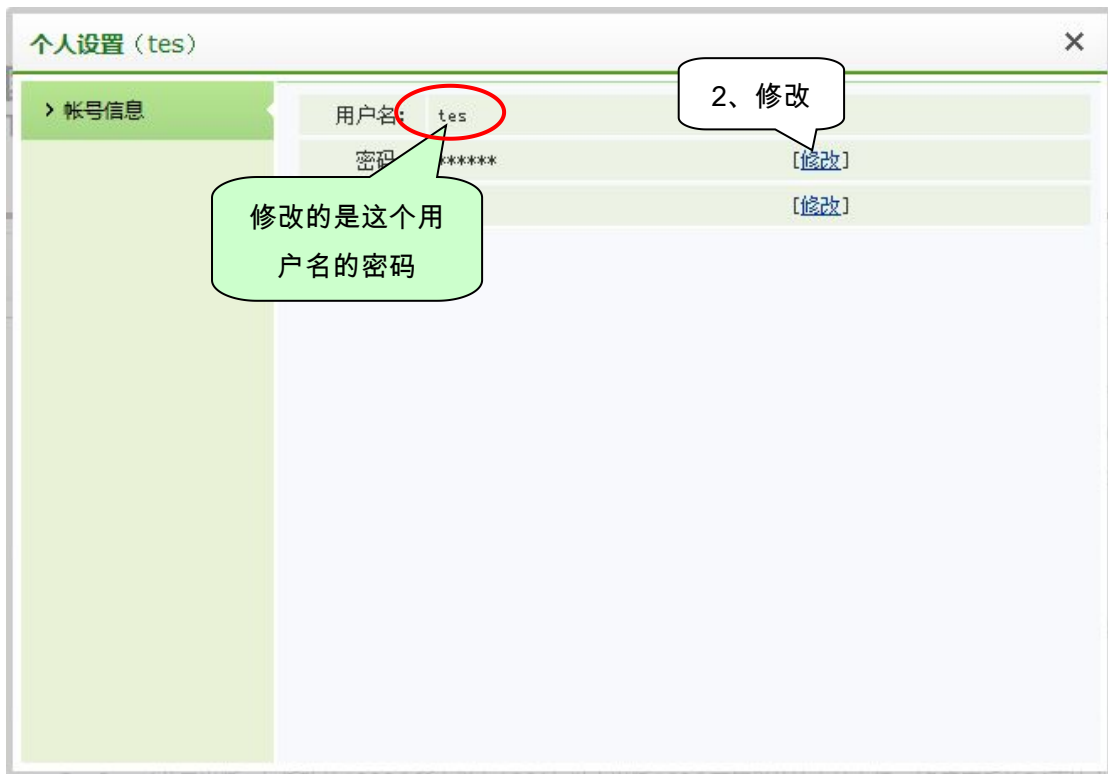 个人设置（tes）
×
> 帐号信息
用户名: tes
2、修改
密码 ****** [修改]
[修改]
修改的是这个用
户名的密码